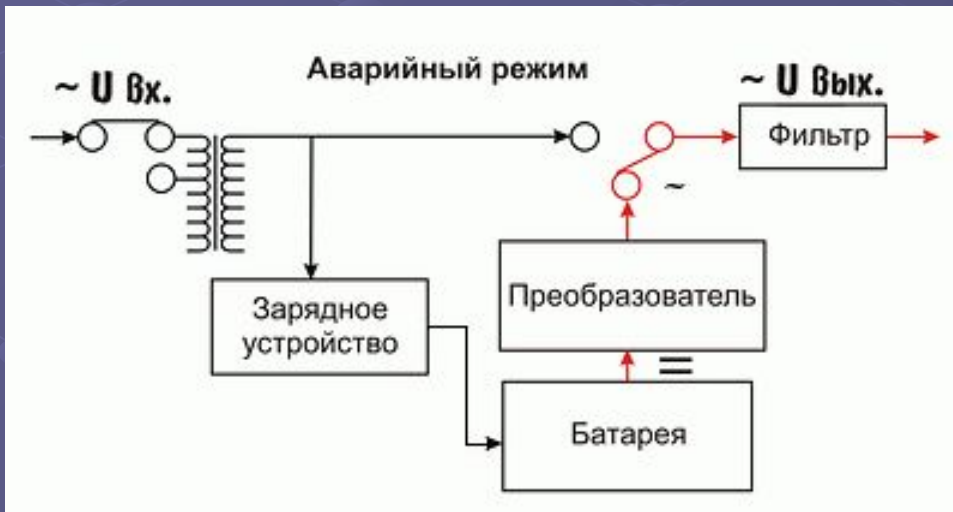 Аварийный режим
~ U вх.
~ U вых.
Фильтр
~
Преобразователь
Зарядное
устройство
=
Батарея